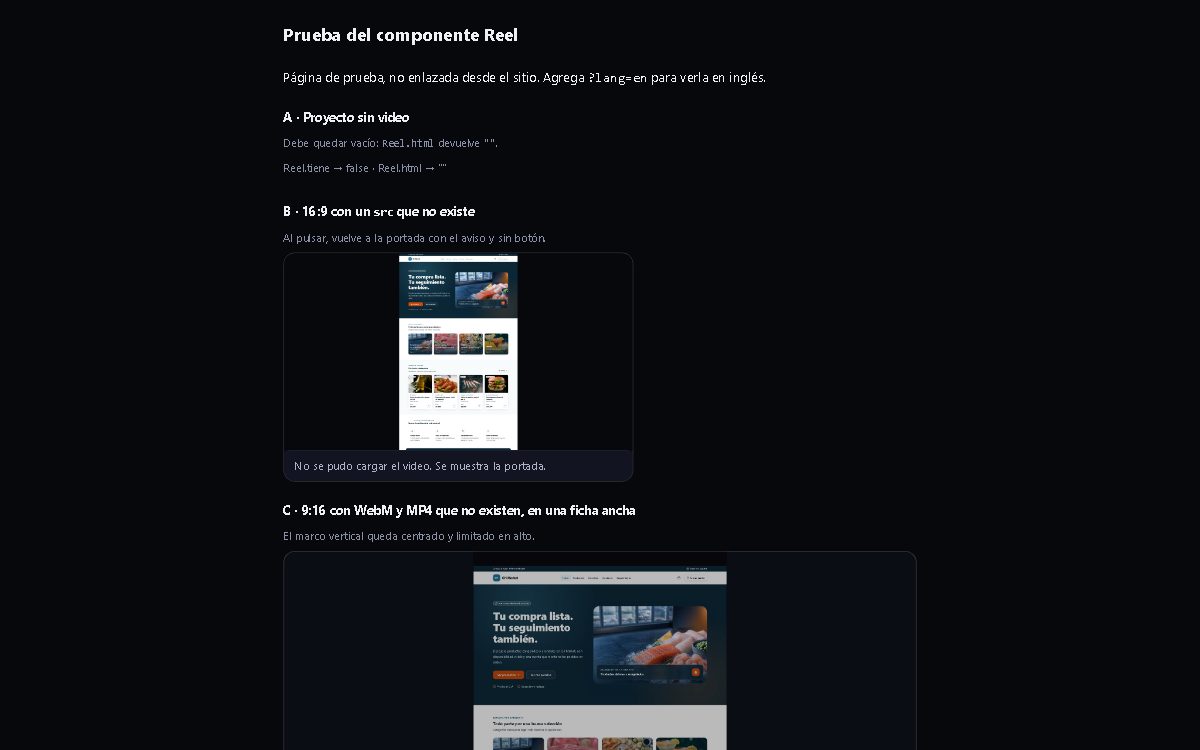 Prueba del componente Reel
Página de prueba, no enlazada desde el sitio. Agrega ?lang=en para verla en inglés.
A · Proyecto sin video
Debe quedar vacío: Reel.html devuelve "".
Reel.tiene → false · Reel.html → ""
B · 16:9 con un src que no existe
Al pulsar, vuelve a la portada con el aviso y sin botón.
Tu compra lista.
Tu seguimiento
también.
No se pudo cargar el video. Se muestra la portada.
C · 9:16 con WebM y MP4 que no existen, en una ficha ancha
El marco vertical queda centrado y limitado en alto.
Tu compra lista.
Tu seguimiento
también.